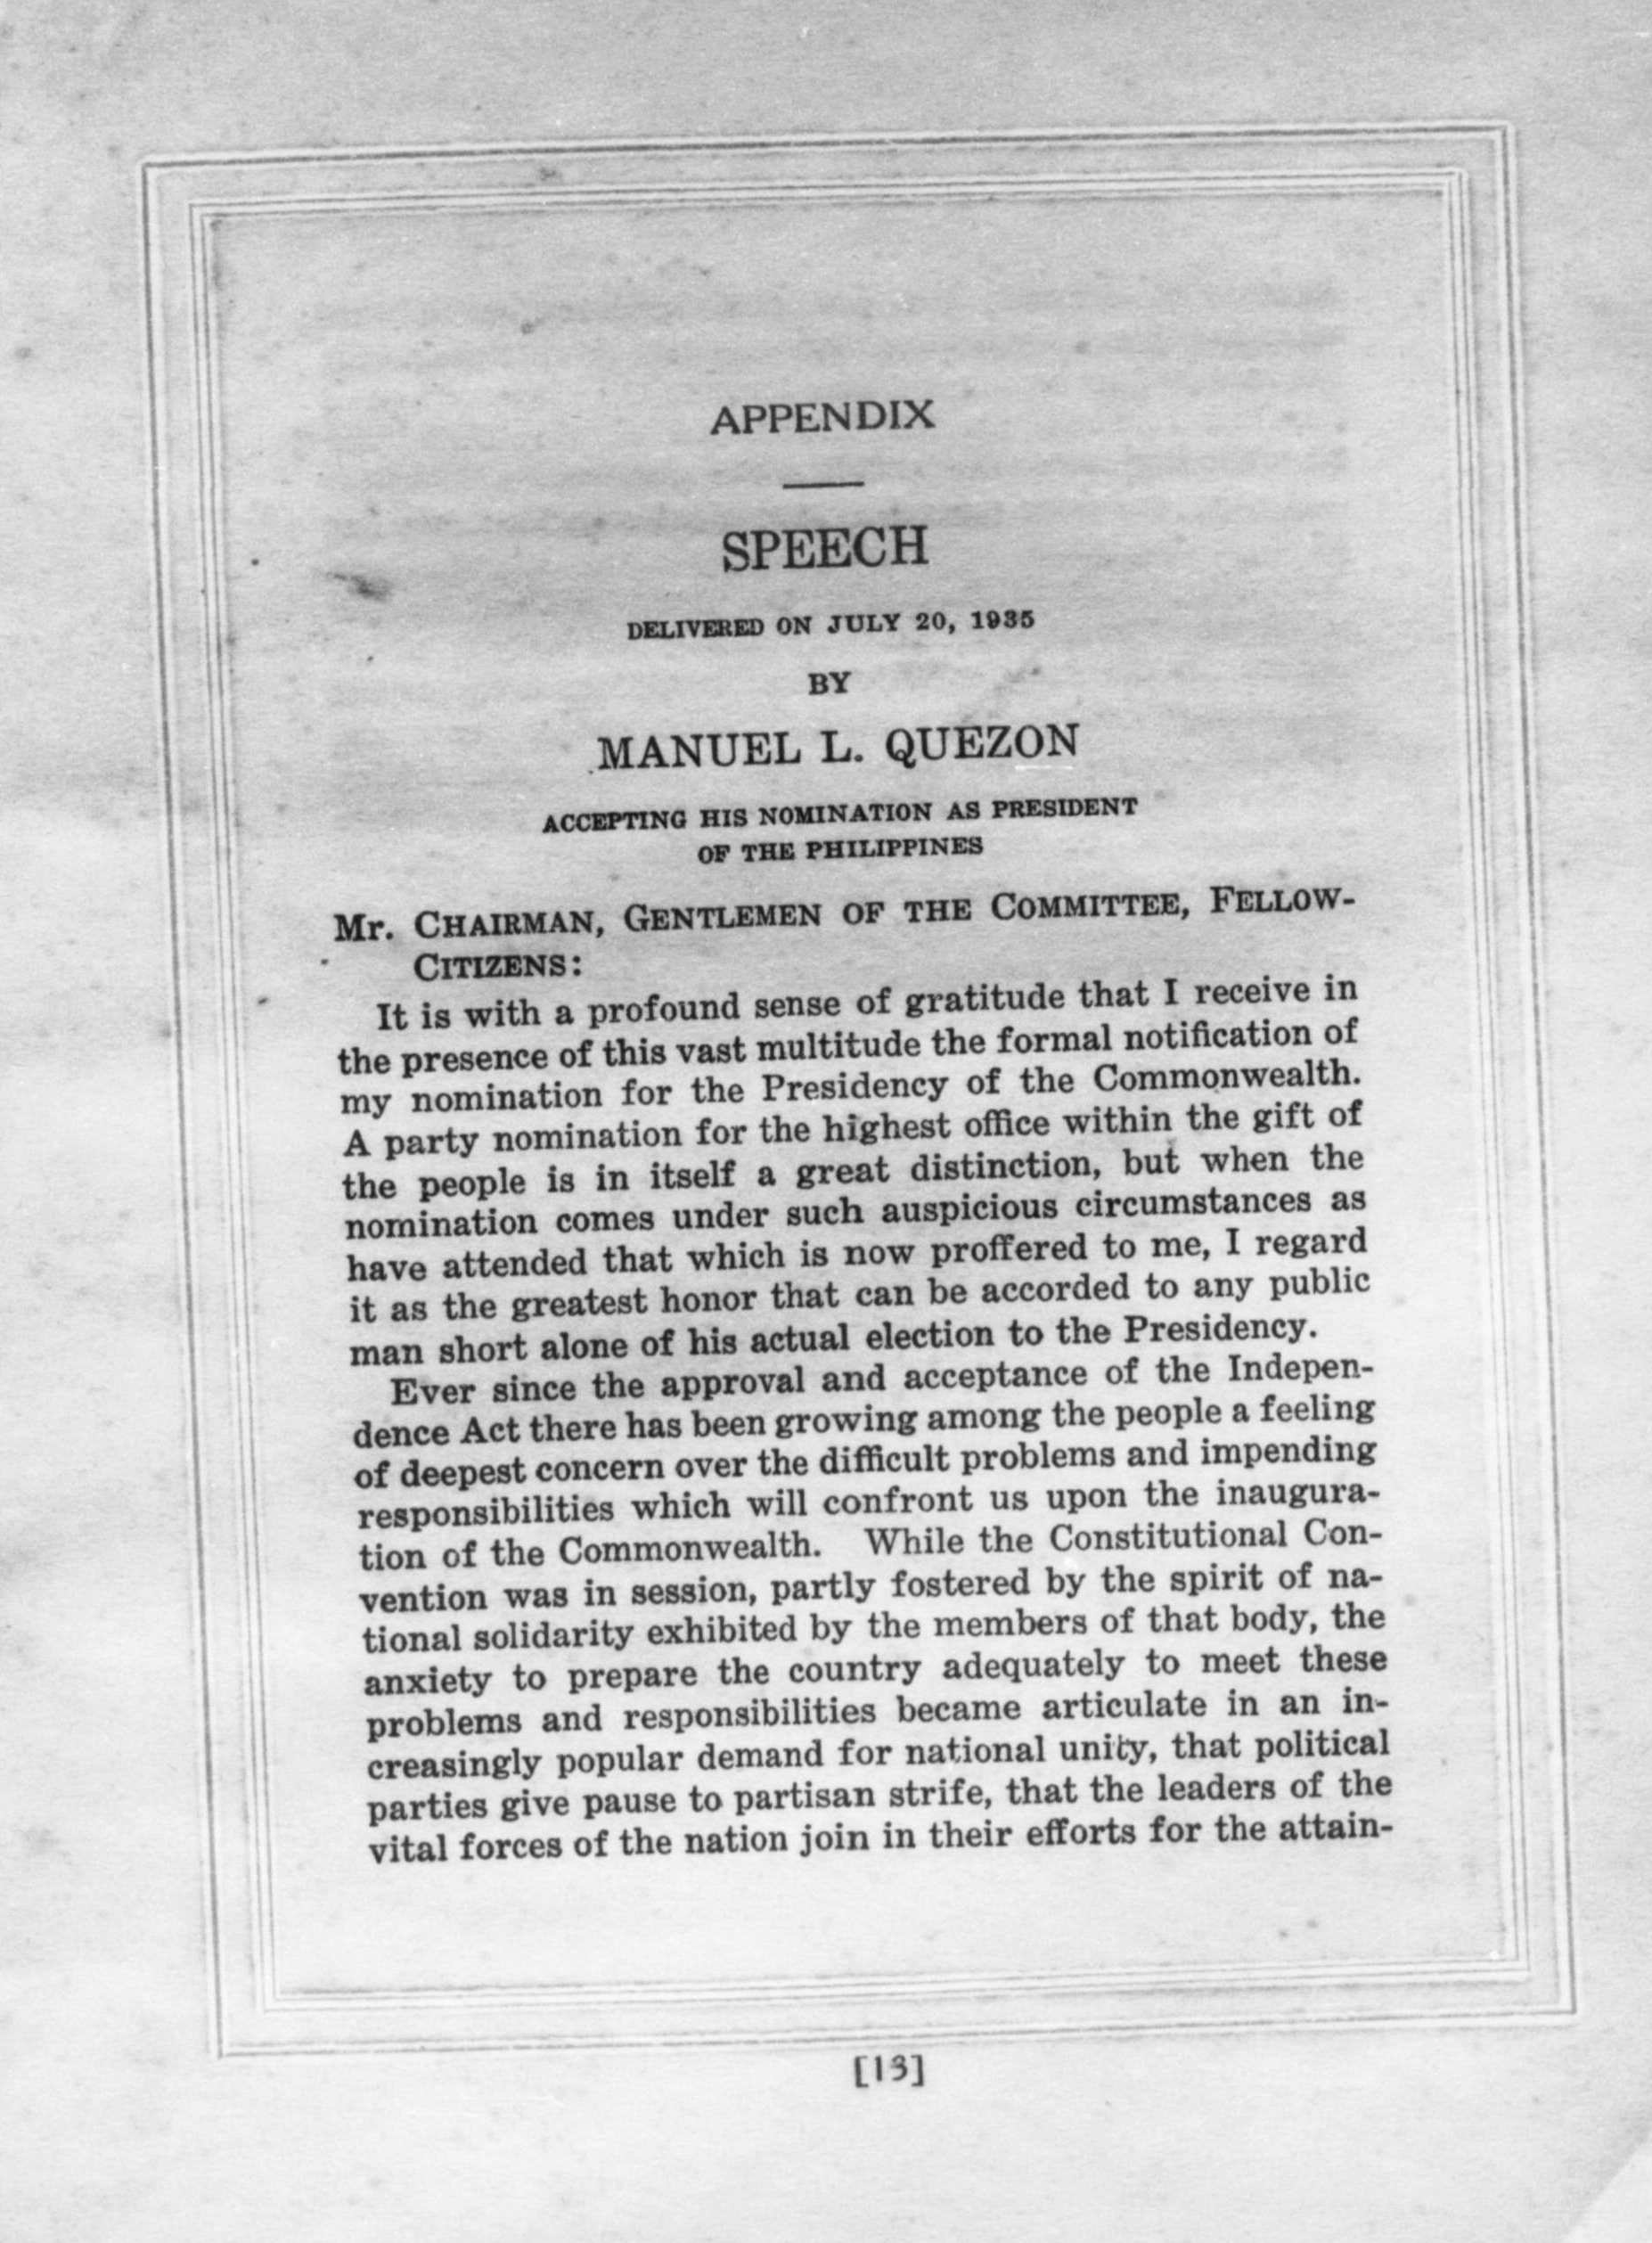 APPENDIX
SPEECH
DELIVERED ON JULY 20, 1935
BY
MANUEL L. QUEZON
ACCEPTING HIS NOMINATION AS PRESIDENT
OF THE PHILIPPINES
Mr. CHAIRMAN, GENTLEMEN OF THE COMMITTEE, FELLOW-
CITIZENS:
It is with a profound sense of gratitude that I receive in
the presence of this vast multitude the formal notification of
my nomination for the Presidency of the Commonwealth.
A party nomination for the highest office within the gift of
the people is in itself a great distinction, but when the
nomination comes under such auspicious circumstances as
have attended that which is now proffered to me, I regard
it as the greatest honor that can be accorded to any public
man short alone of his actual election to the Presidency.
Ever since the approval and acceptance of the Indepen-
dence Act there has been growing among the people a feeling
of deepest concern over the difficult problems and impending
responsibilities which will confront us upon the inaugura-
tion of the Commonwealth. While the Constitutional Con-
vention was in session, partly fostered by the spirit of na-
tional solidarity exhibited by the members of that body, the
anxiety to prepare the country adequately to meet these
problems and responsibilities became articulate in an in-
creasingly popular demand for national unity, that political
parties give pause to partisan strife, that the leaders of the
vital forces of the nation join in their efforts for the attain-
[13]